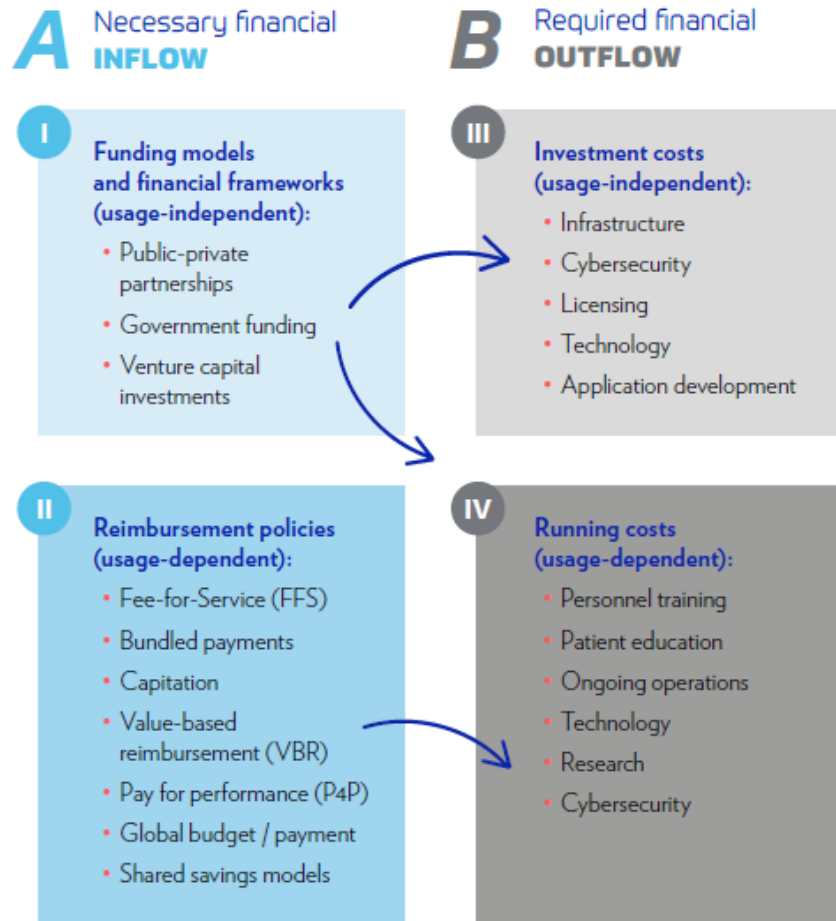 A Necessary financial
INFLOW
B Required financial
OUTFLOW
I
Funding models
and financial frameworks
(usage-independent):
• Public-private
partnerships
• Government funding
• Venture capital
investments
III
Investment costs
(usage-independent):
• Infrastructure
• Cybersecurity
• Licensing
• Technology
• Application development
II
Reimbursement policies
(usage-dependent):
• Fee-for-Service (FFS)
• Bundled payments
• Capitation
• Value-based
reimbursement (VBR)
• Pay for performance (P4P)
• Global budget / payment
• Shared savings models
IV
Running costs
(usage-dependent):
• Personnel training
• Patient education
• Ongoing operations
• Technology
• Research
• Cybersecurity